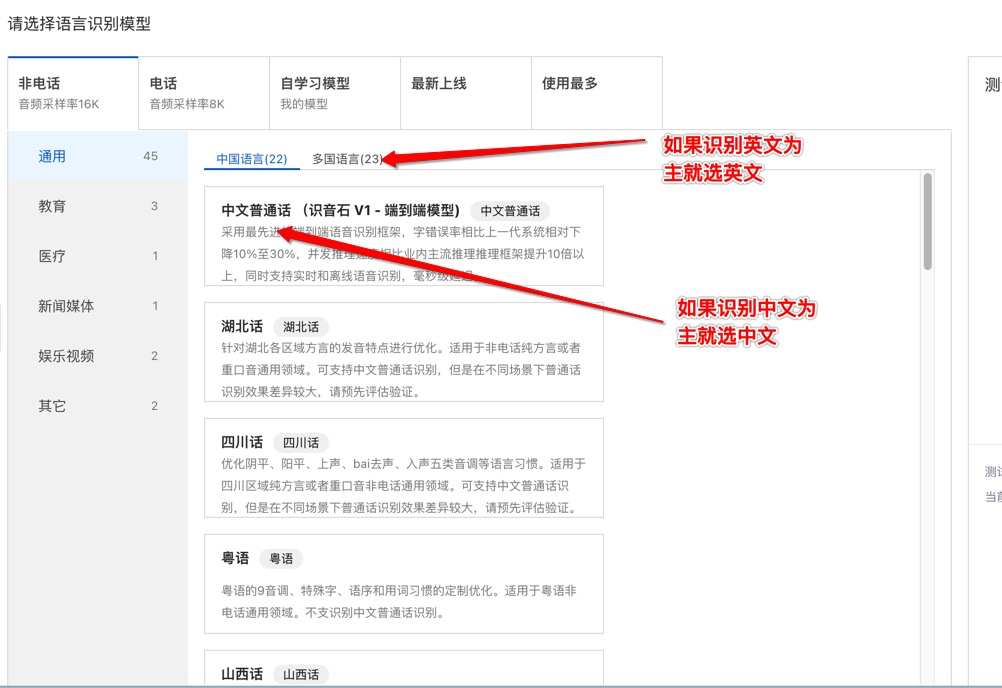 请选择语言识别模型
非电话
音频采样率16K
电话
音频采样率8K
自学习模型
我的模型
最新上线
使用最多
通用 45
教育 3
医疗 1
新闻媒体 1
娱乐视频 2
其它 2
中国语言(22) 多国语言(23)
如果识别英文为
主就选英文
中文普通话 （识音石 V1 - 端到端模型) 中文普通话
采用最先进的端到端语音识别框架，字错误率相比上一代系统相对下
降10%至30%，并发推理速度相比业内主流推理推理框架提升10倍以
上，同时支持实时和离线语音识别，毫秒级延迟
如果识别中文为
主就选中文
湖北话 湖北话
针对湖北各区域方言的发音特点进行优化。适用于非电话纯方言或者
重口音通用领域。可支持中文普通话识别，但是在不同场景下普通话
识别效果差异较大，请预先评估验证。
四川话 四川话
优化阴平、阳平、上声、bai去声、入声五类音调等语言习惯。适用于
四川区域纯方言或者重口音非电话通用领域。可支持中文普通话识
别，但是在不同场景下普通话识别效果差异较大，请预先评估验证。
粤语 粤语
粤语的9音调、特殊字、语序和用词习惯的定制优化。适用于粤语非
电话通用领域。不支识别中文普通话识别。
山西话 山西话
测
测
当